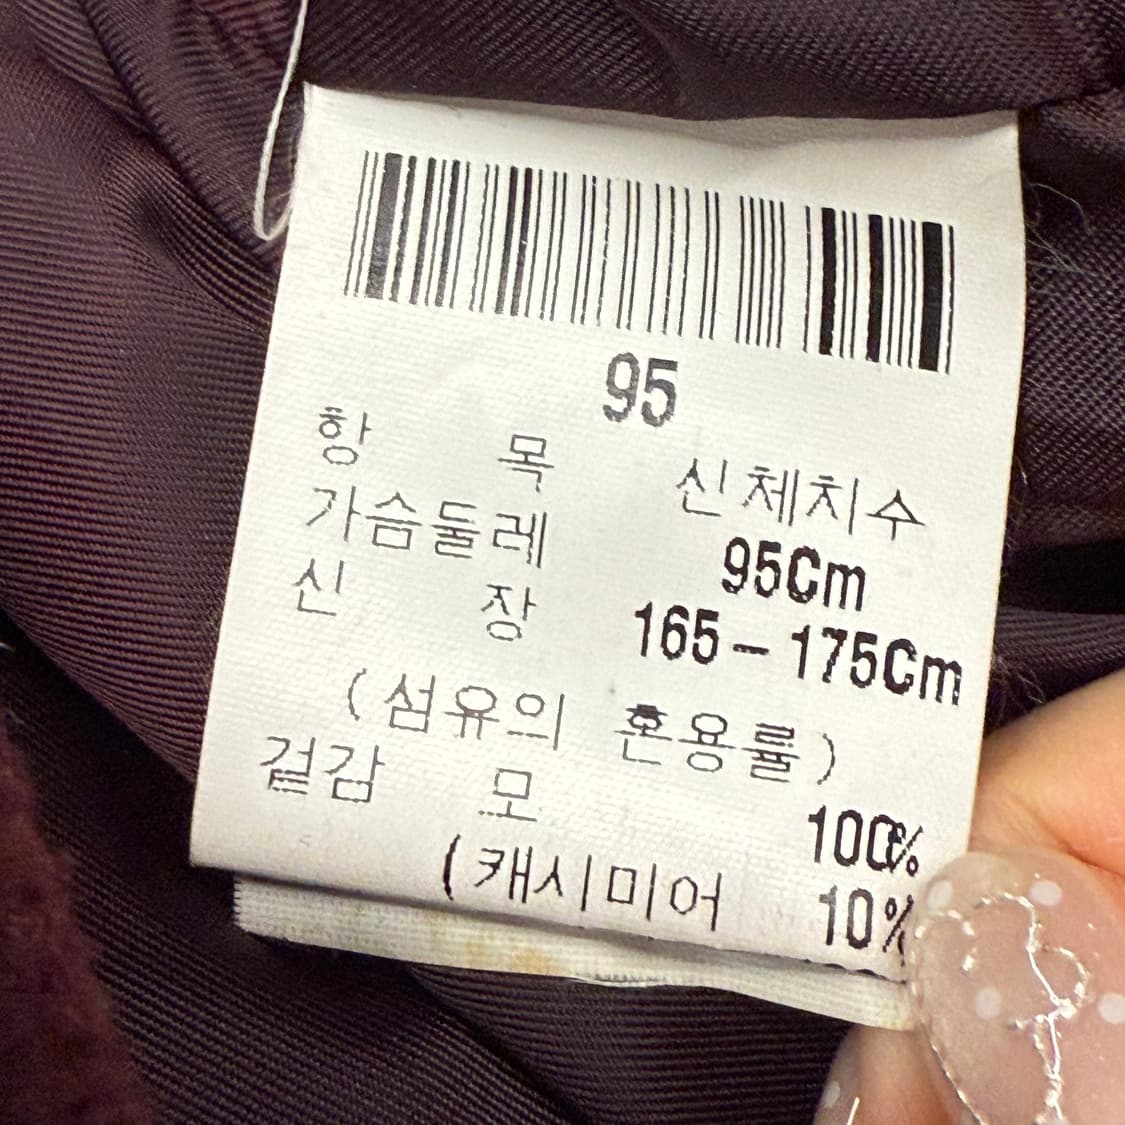 95
항 목 신체치수
가슴둘레 95Cm
신 장 165-175Cm
(섬유의 혼용률)
겉감 모 100%
(캐시미어 10%